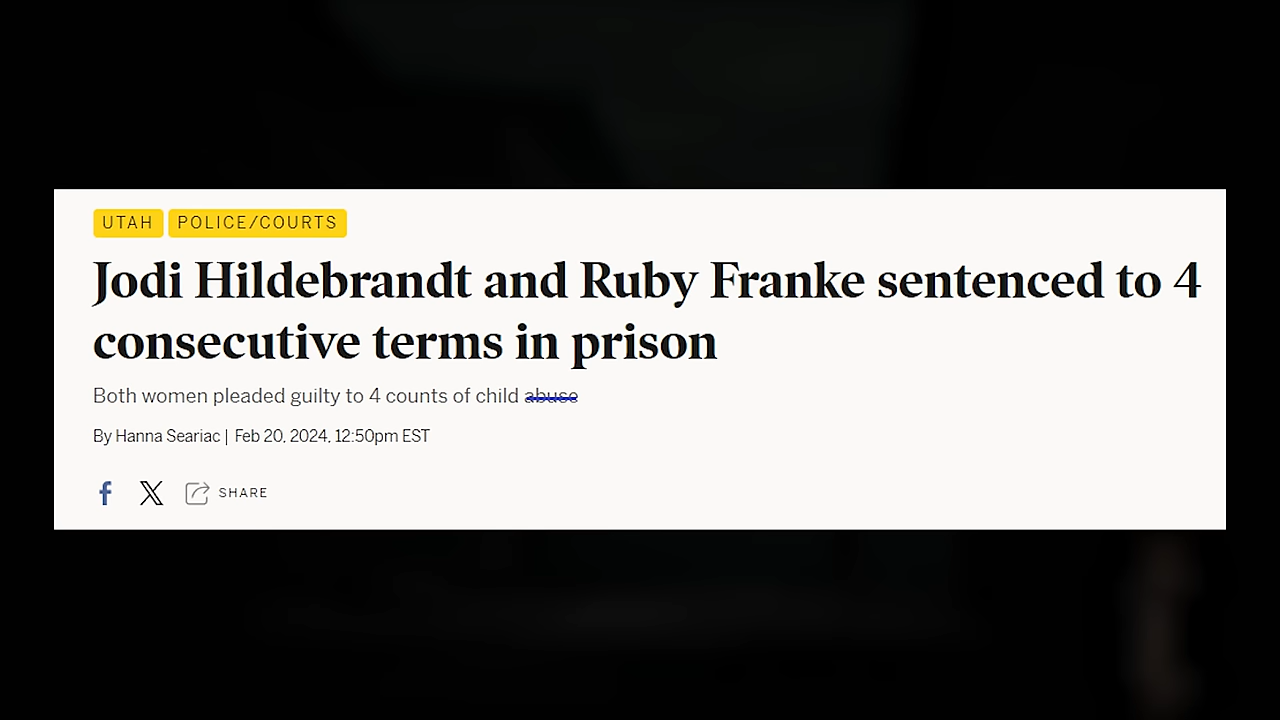 UTAH POLICE/COURTS
Jodi Hildebrandt and Ruby Franke sentenced to 4
consecutive terms in prison
Both women pleaded guilty to 4 counts of child abuse
By Hanna Seariac | Feb 20, 2024, 12:50pm EST
SHARE